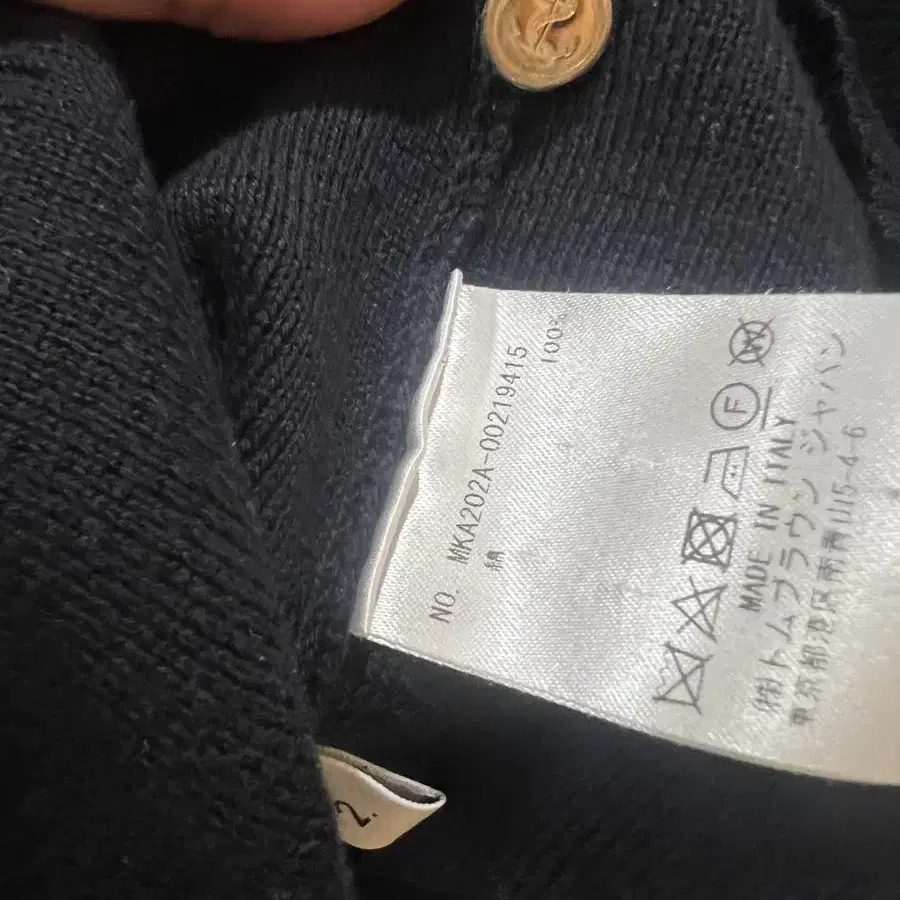 NO. MKA202A-00219415
綿 100%
F W
MADE IN ITALY
(株)トムブラウン ジャパン
東京都港区南青山5-4-6
2.